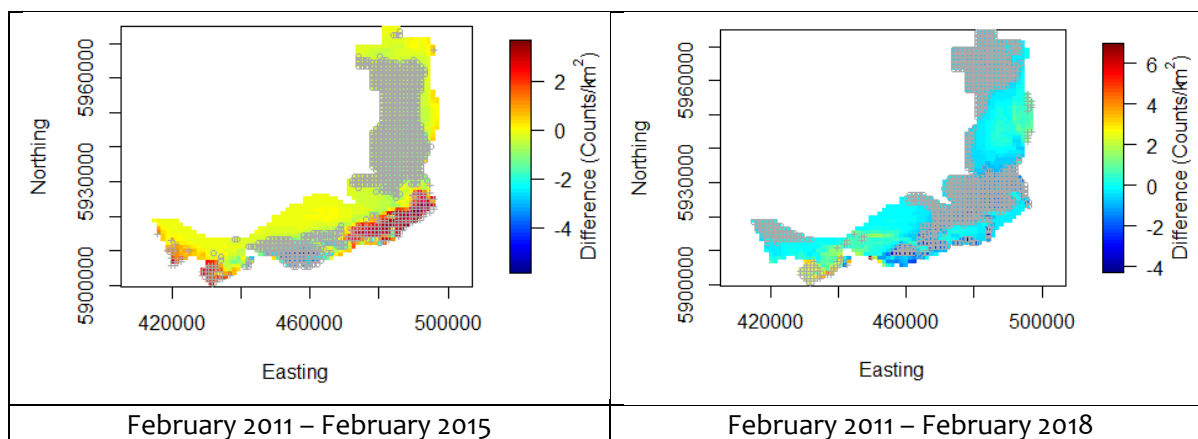 Northing
5900000
5930000
5960000
420000
460000
500000
Easting
2
0
-2
-4
Difference (Counts/km²)
Northing
5900000
5930000
5960000
420000
460000
500000
Easting
6
4
2
0
-2
-4
Difference (Counts/km²)
February 2011 – February 2015
February 2011 – February 2018